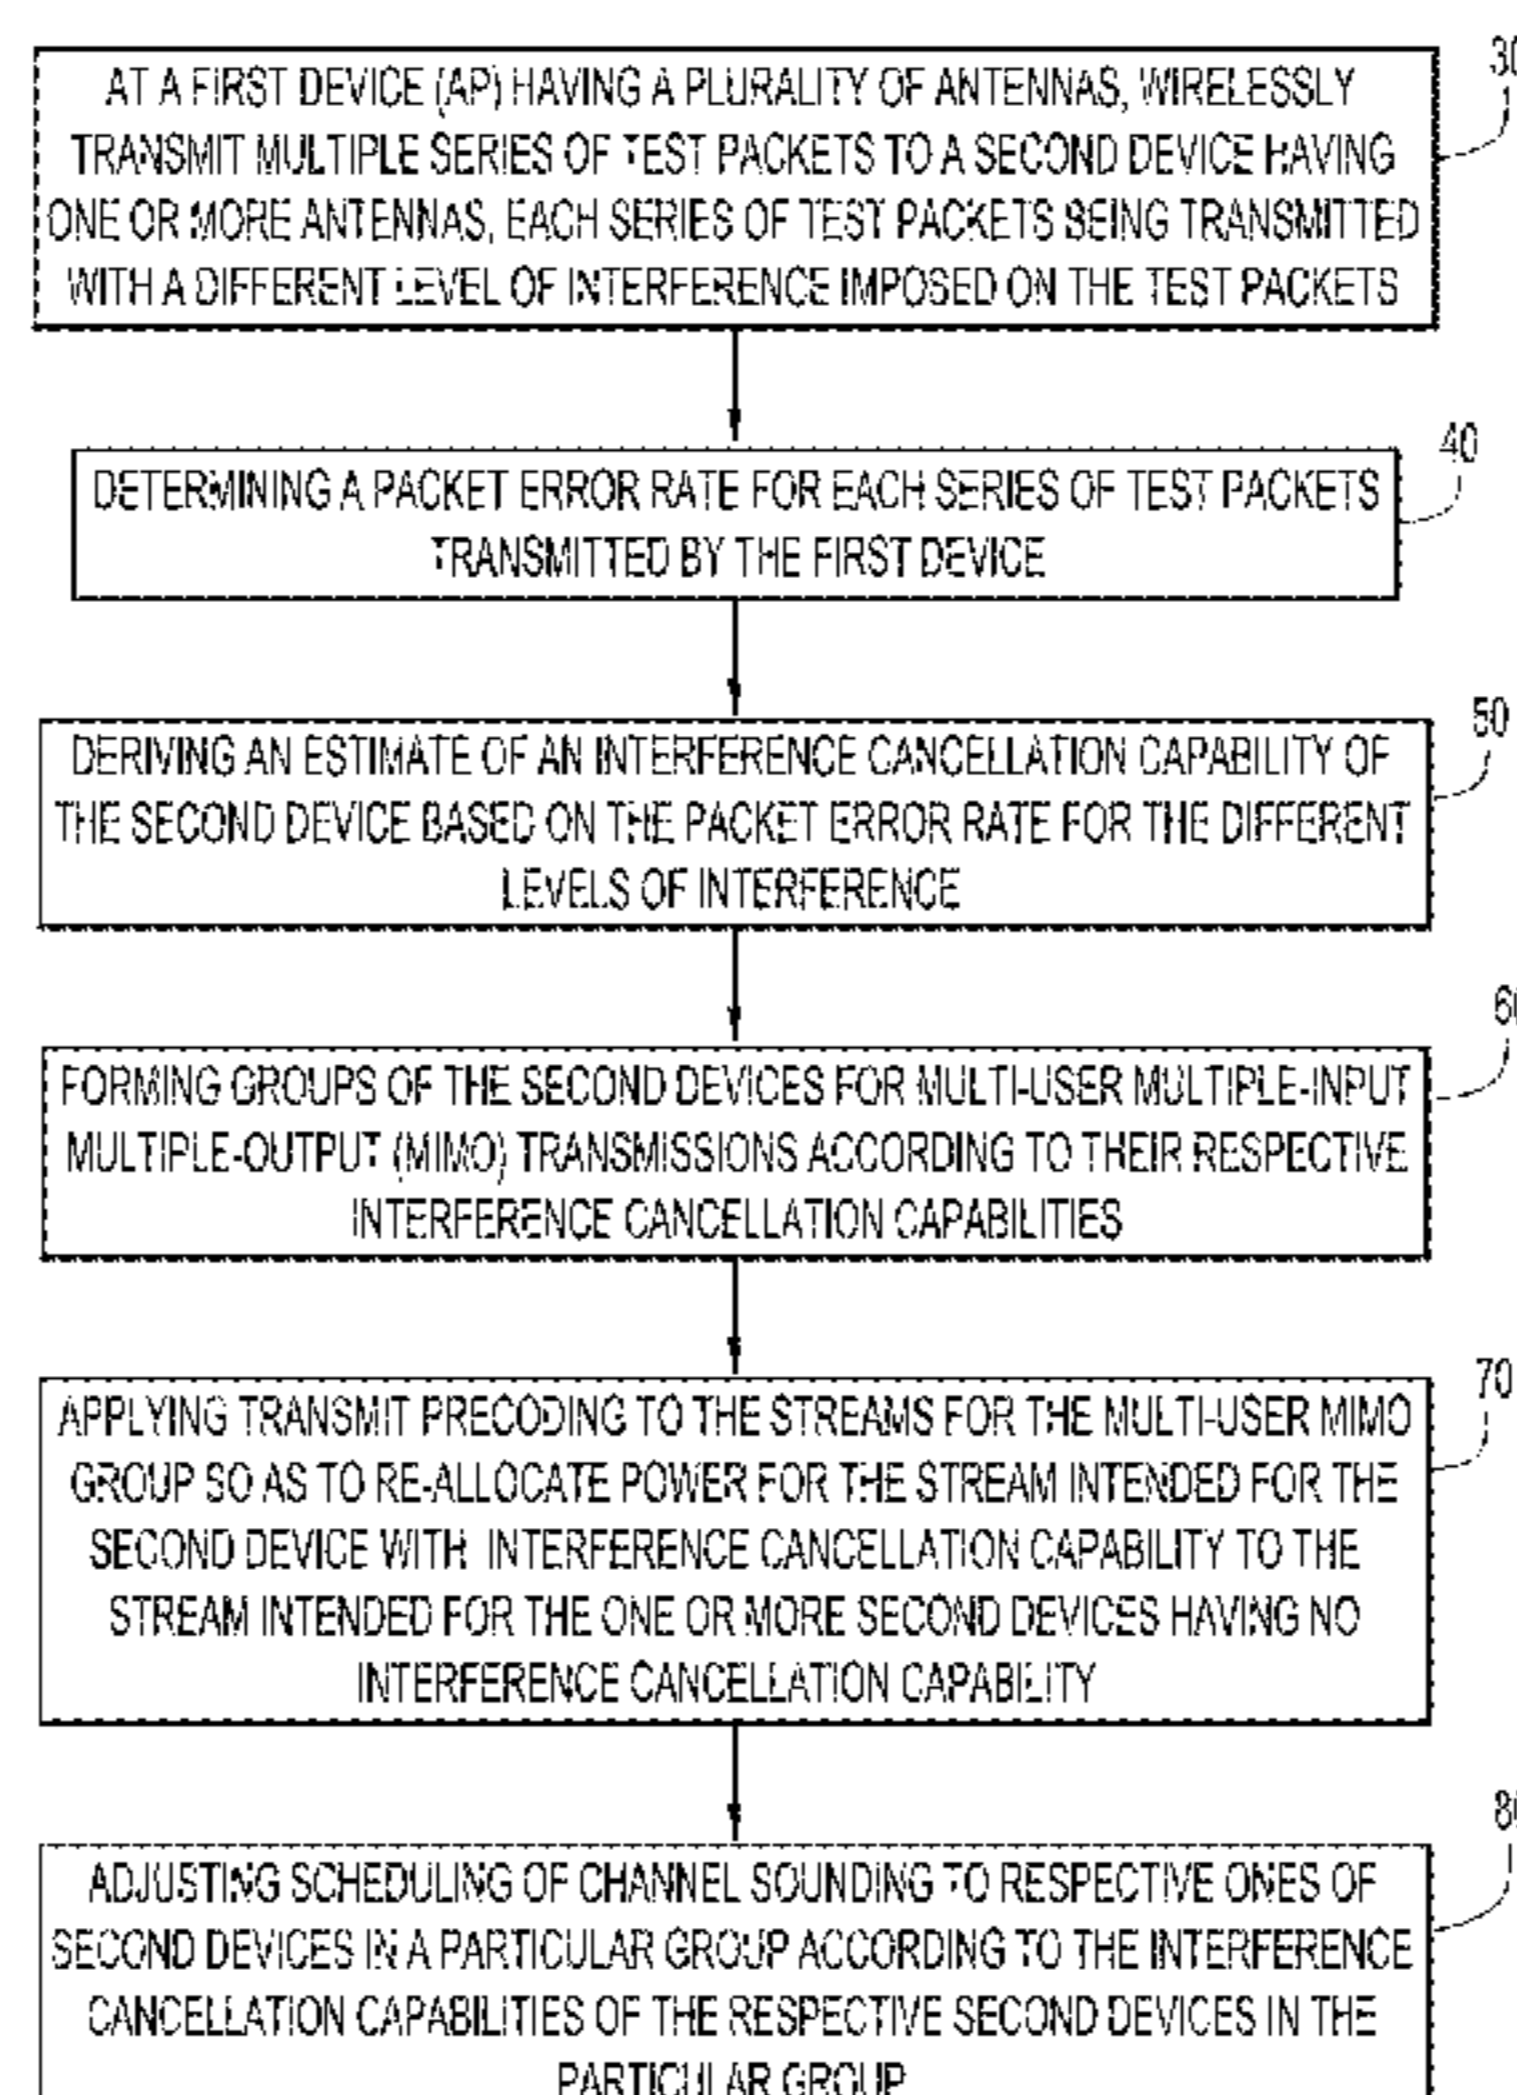 30
AT A FIRST DEVICE (AP) HAVING A PLURALITY OF ANTENNAS, WIRELESSLY
TRANSMIT MULTIPLE SERIES OF TEST PACKETS TO A SECOND DEVICE HAVING
ONE OR MORE ANTENNAS, EACH SERIES OF TEST PACKETS BEING TRANSMITTED
WITH A DIFFERENT LEVEL OF INTERFERENCE IMPOSED ON THE TEST PACKETS
40
DETERMINING A PACKET ERROR RATE FOR EACH SERIES OF TEST PACKETS
TRANSMITTED BY THE FIRST DEVICE
50
DERIVING AN ESTIMATE OF AN INTERFERENCE CANCELLATION CAPABILITY OF
THE SECOND DEVICE BASED ON THE PACKET ERROR RATE FOR THE DIFFERENT
LEVELS OF INTERFERENCE
60
FORMING GROUPS OF THE SECOND DEVICES FOR MULTI-USER MULTIPLE-INPUT
MULTIPLE-OUTPUT (MIMO) TRANSMISSIONS ACCORDING TO THEIR RESPECTIVE
INTERFERENCE CANCELLATION CAPABILITIES
70
APPLYING TRANSMIT PRECODING TO THE STREAMS FOR THE MULTI-USER MIMO
GROUP SO AS TO RE-ALLOCATE POWER FOR THE STREAM INTENDED FOR THE
SECOND DEVICE WITH INTERFERENCE CANCELLATION CAPABILITY TO THE
STREAM INTENDED FOR THE ONE OR MORE SECOND DEVICES HAVING NO
INTERFERENCE CANCELLATION CAPABILITY
80
ADJUSTING SCHEDULING OF CHANNEL SOUNDING TO RESPECTIVE ONES OF
SECOND DEVICES IN A PARTICULAR GROUP ACCORDING TO THE INTERFERENCE
CANCELLATION CAPABILITIES OF THE RESPECTIVE SECOND DEVICES IN THE
PARTICULAR GROUP